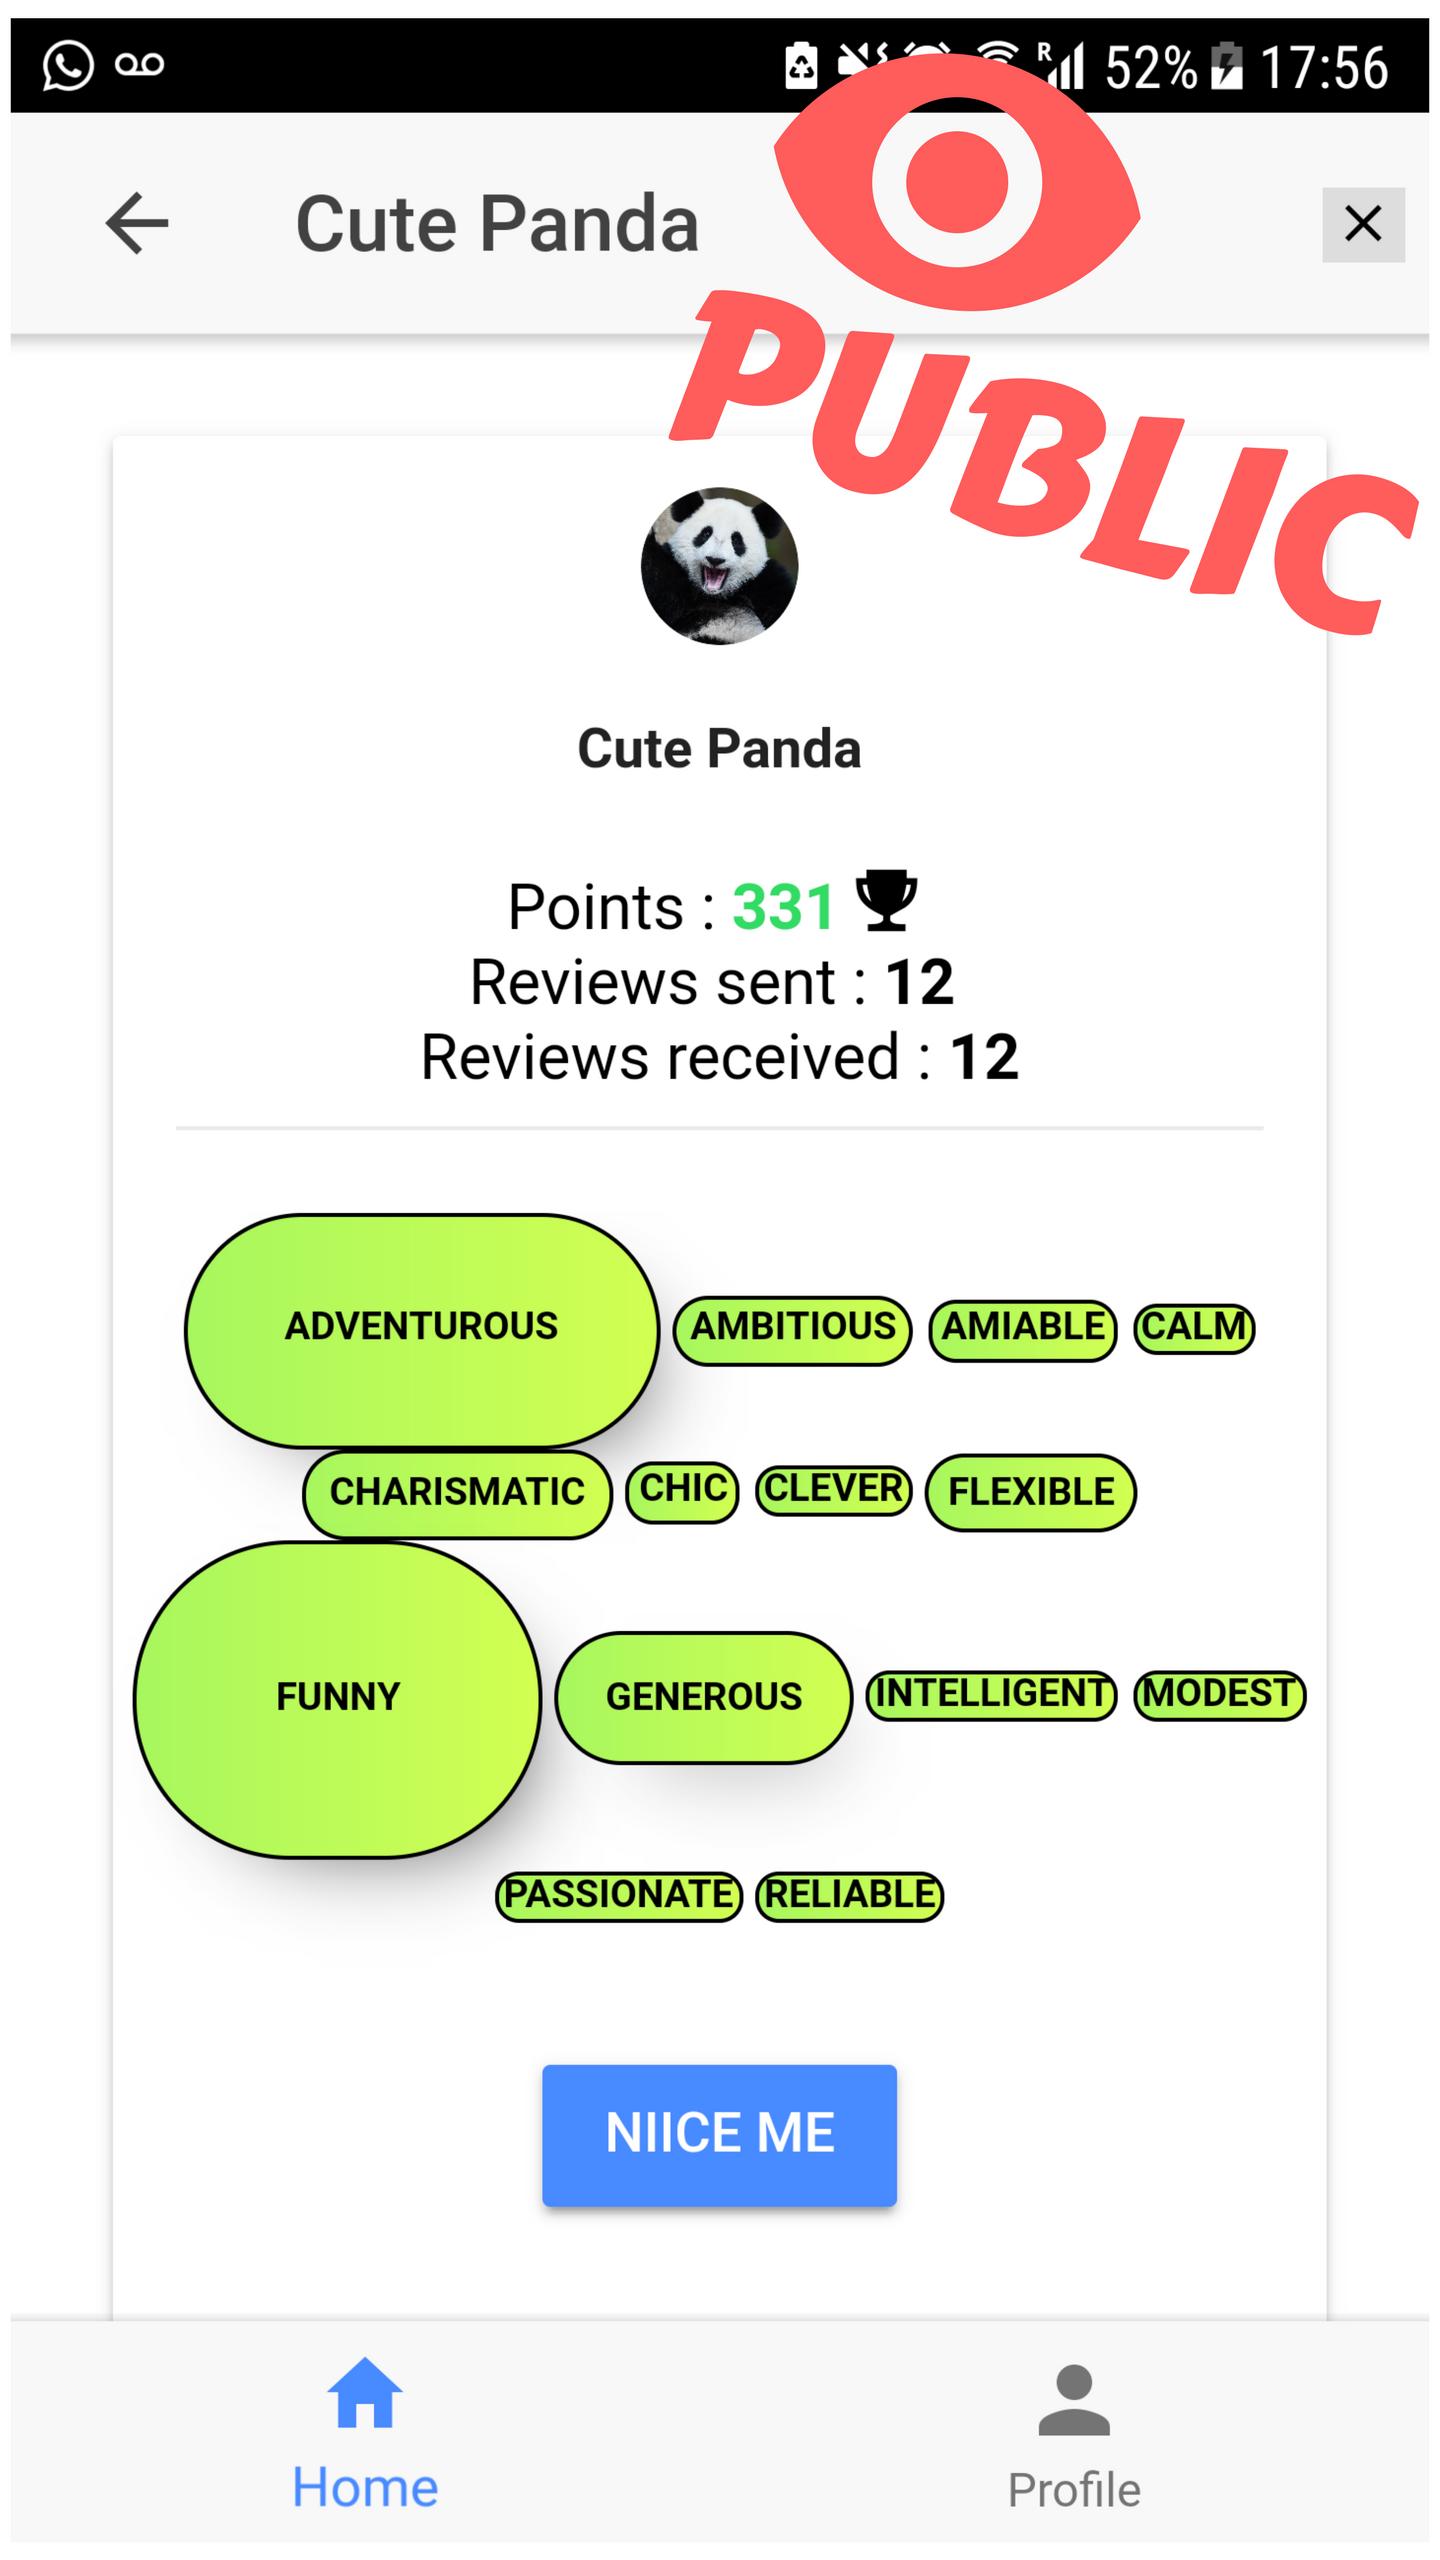 R 52% 17:56
Cute Panda
PUBLIC
Cute Panda
Points : 331
Reviews sent : 12
Reviews received : 12
ADVENTUROUS AMBITIOUS AMIABLE CALM
CHARISMATIC CHIC CLEVER FLEXIBLE
FUNNY GENEROUS INTELLIGENT MODEST
PASSIONATE RELIABLE
NIICE ME
Home Profile